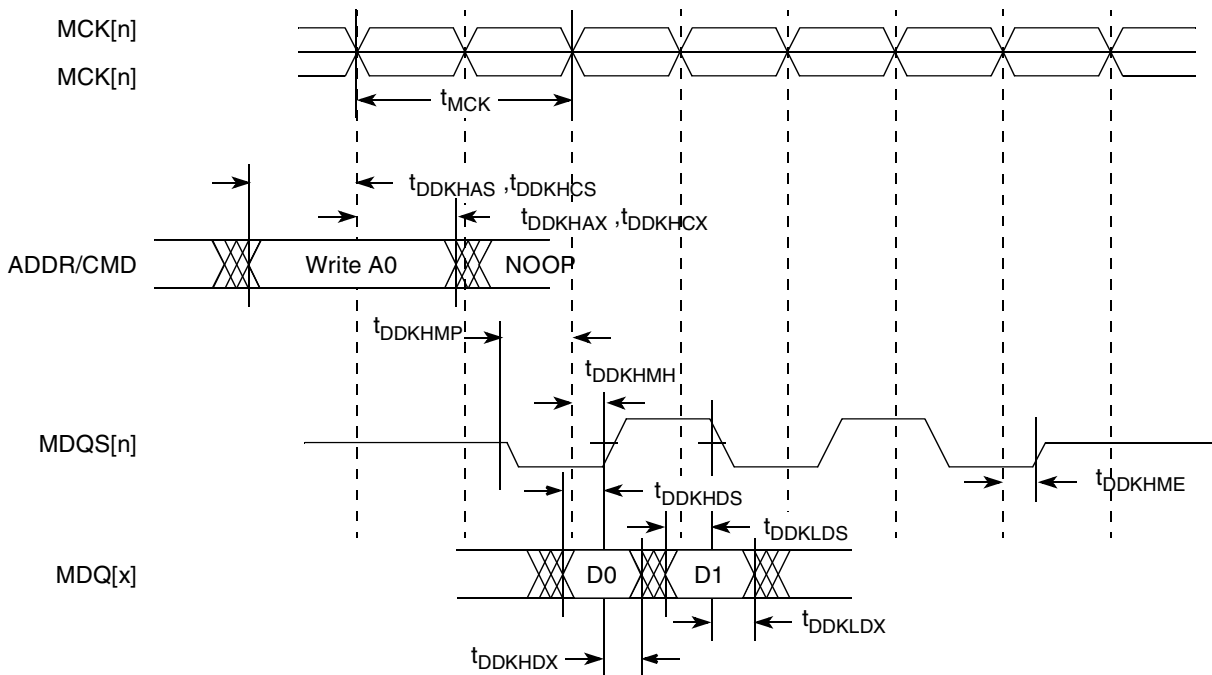 MCK[n]
MCK[n]
tMCK
tDDKHAS ,tDDKHCS
tDDKHAX ,tDDKHCX
ADDR/CMD
Write A0
NOOP
tDDKHMP
tDDKHMH
MDQS[n]
tDDKHME
tDDKHDS
tDDKLDS
MDQ[x]
D0
D1
tDDKLDX
tDDKHDX